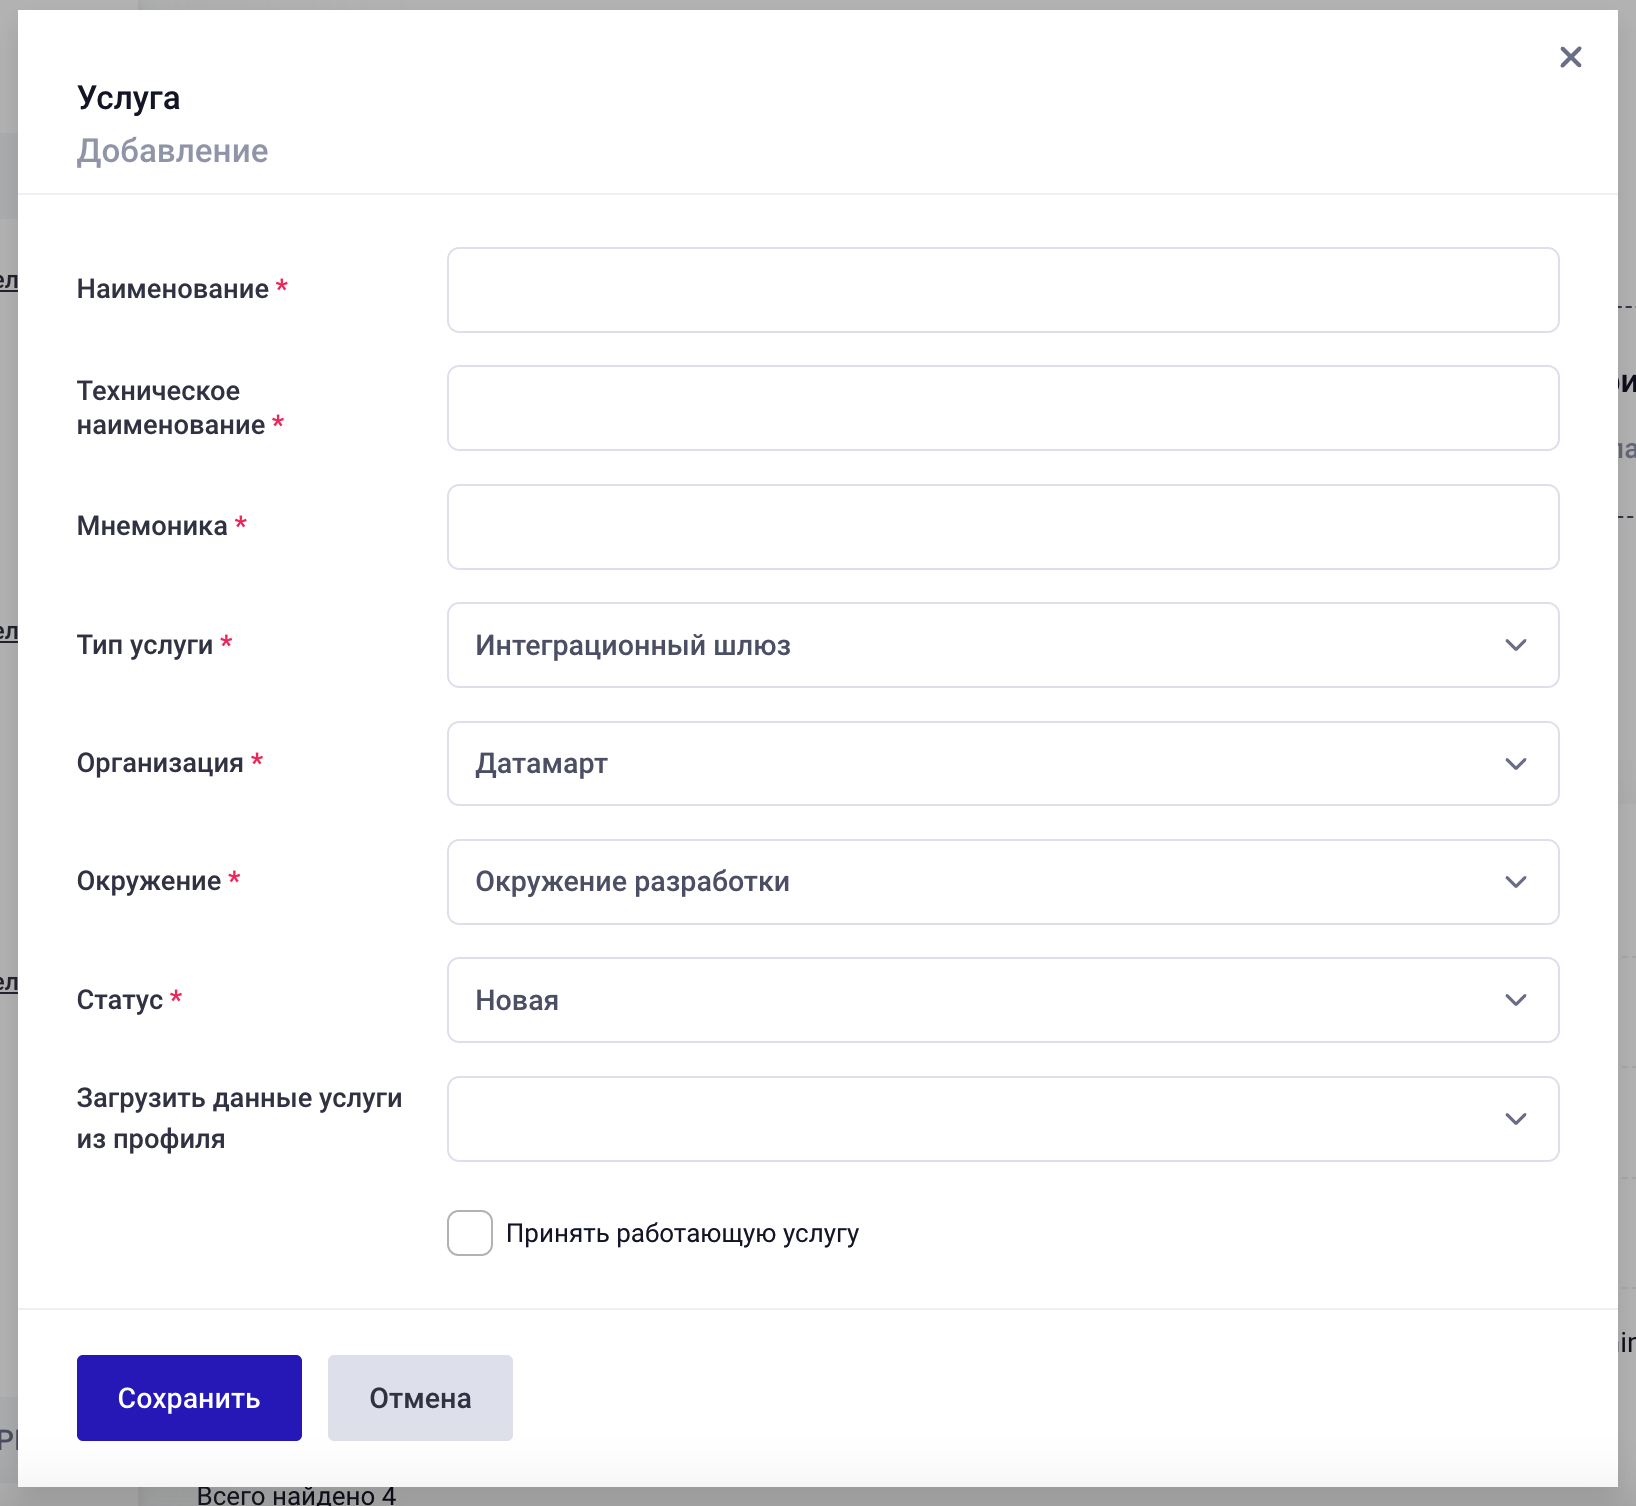 Услуга
Добавление
Наименование *
Техническое
наименование *
Мнемоника *
Тип услуги *
Интеграционный шлюз
Организация *
Датамарт
Окружение *
Окружение разработки
Статус *
Новая
Загрузить данные услуги
из профиля
Принять работающую услугу
Сохранить
Отмена
Всего найдено 4